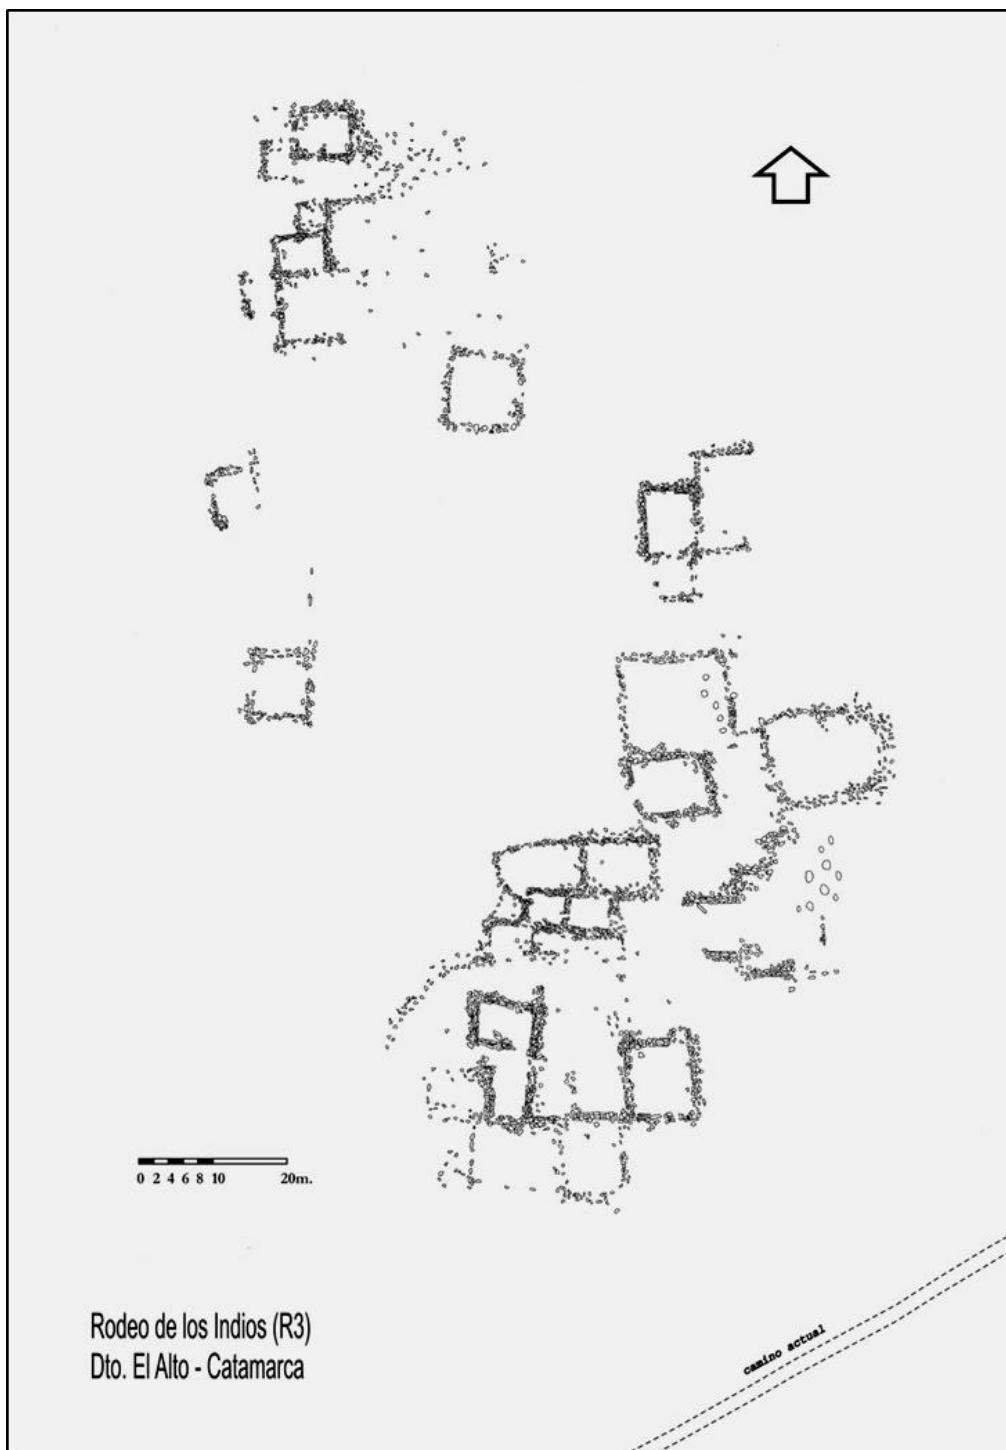 0 2 4 6 8 10 20m.
Rodeo de los Indios (R3)
Dto. El Alto - Catamarca
camino actual